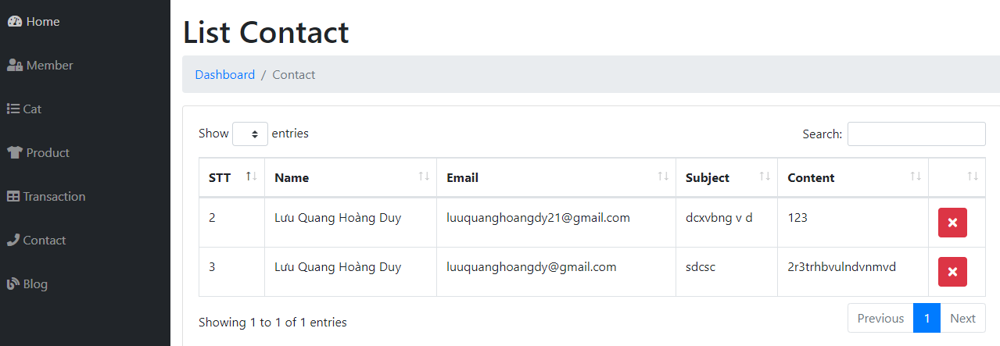 Home
Member
Cat
Product
Transaction
Contact
Blog
List Contact
Dashboard / Contact
Show entries
Search:
STT Name Email Subject Content
2 Lưu Quang Hoàng Duy luuquanghoangdy21@gmail.com dcxvbng v d 123
3 Lưu Quang Hoàng Duy luuquanghoangdy@gmail.com sdcsc 2r3trhbvulndvnmvd
Showing 1 to 1 of 1 entries
Previous 1 Next